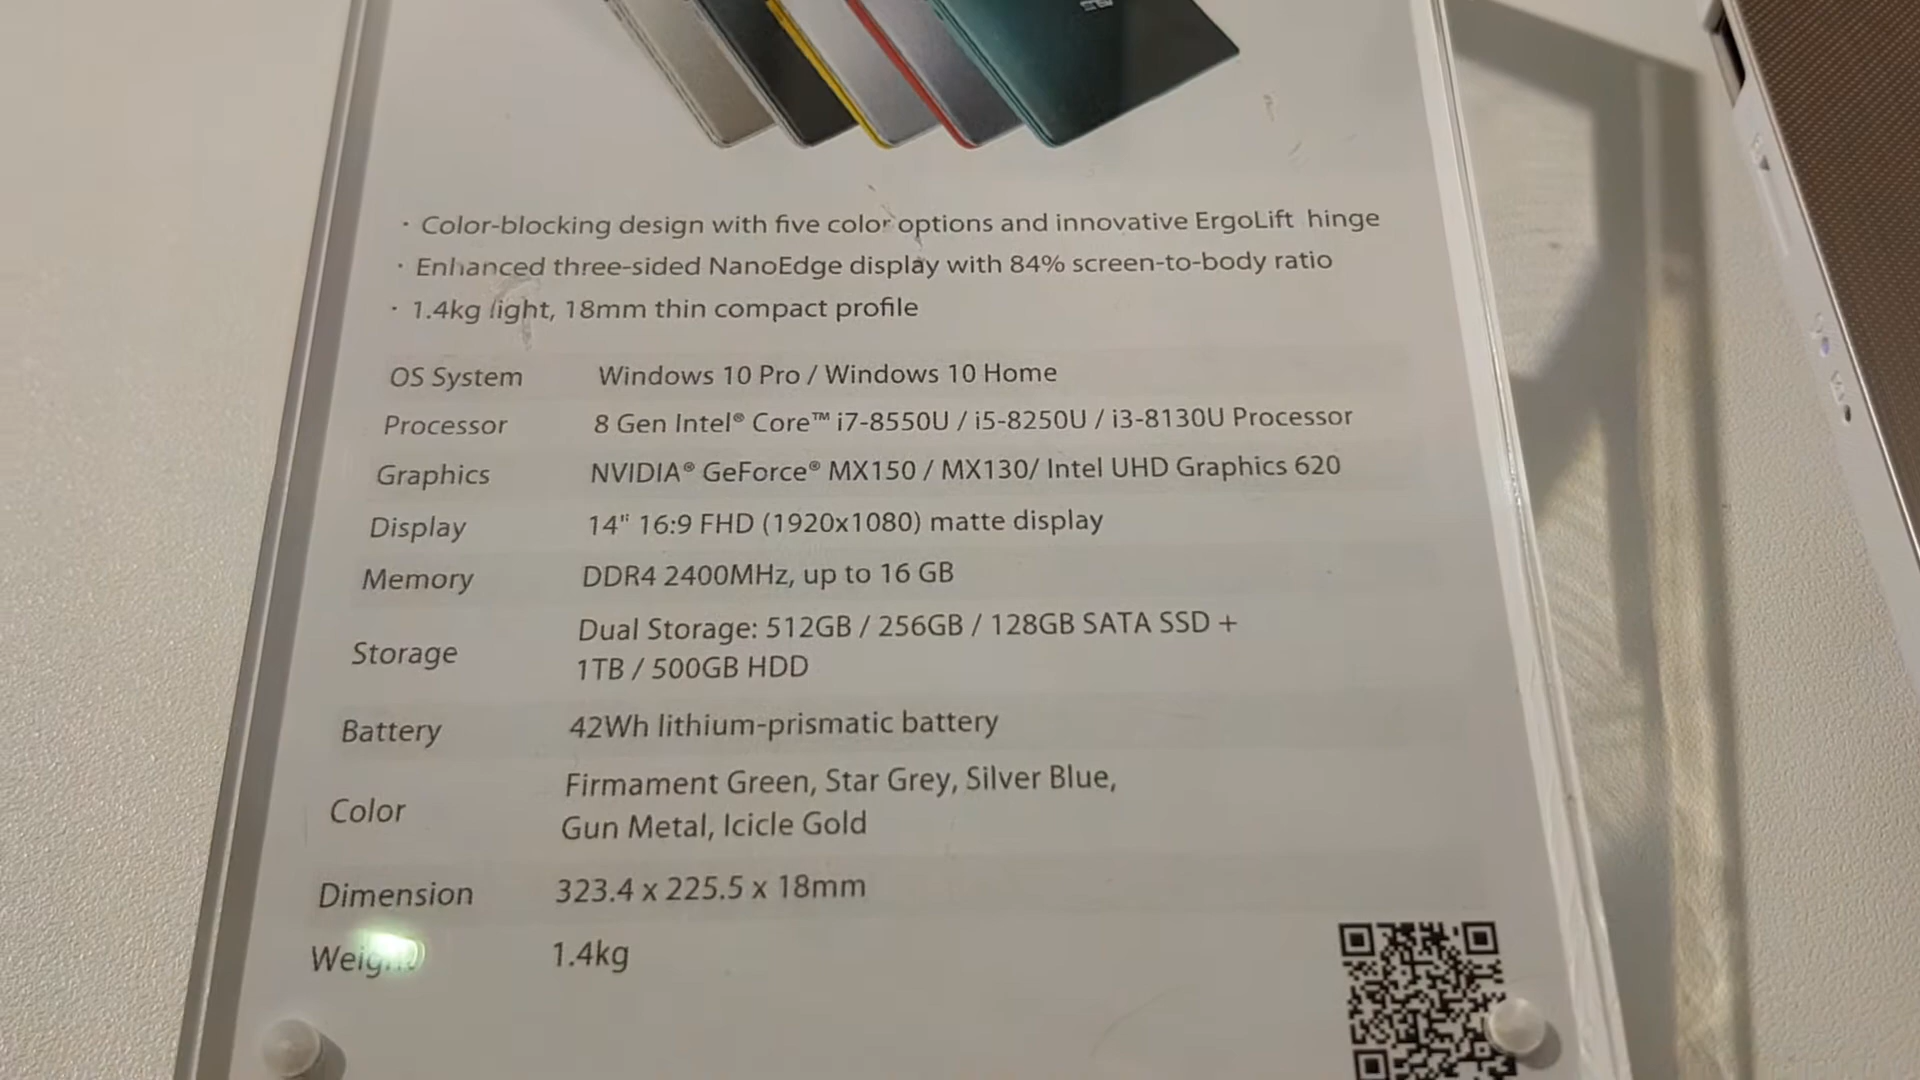 · Color-blocking design with five color options and innovative ErgoLift hinge
· Enhanced three-sided NanoEdge display with 84% screen-to-body ratio
· 1.4kg light, 18mm thin compact profile
OS System Windows 10 Pro / Windows 10 Home
Processor 8 Gen Intel® Core™ i7-8550U / i5-8250U / i3-8130U Processor
Graphics NVIDIA® GeForce® MX150 / MX130/ Intel UHD Graphics 620
Display 14" 16:9 FHD (1920x1080) matte display
Memory DDR4 2400MHz, up to 16 GB
Storage Dual Storage: 512GB / 256GB / 128GB SATA SSD +
1TB / 500GB HDD
Battery 42Wh lithium-prismatic battery
Color Firmament Green, Star Grey, Silver Blue,
Gun Metal, Icicle Gold
Dimension 323.4 x 225.5 x 18mm
Weight 1.4kg